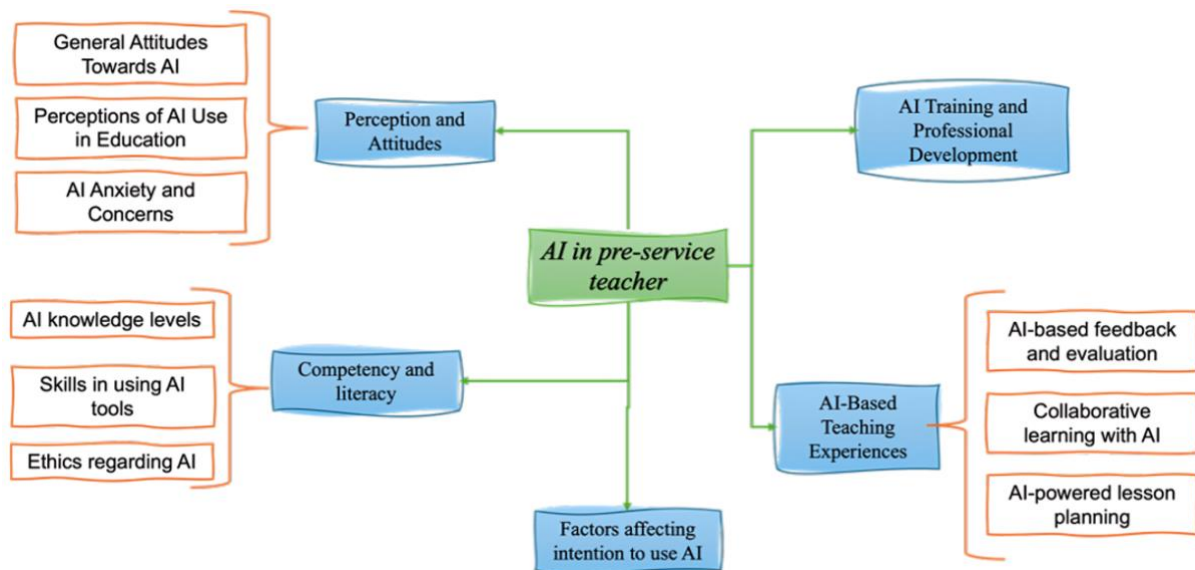 General Attitudes
Towards AI
Perceptions of AI Use
in Education
AI Anxiety and
Concerns
Perception and
Attitudes
AI Training and
Professional
Development
AI in pre-service
teacher
AI knowledge levels
Skills in using AI
tools
Ethics regarding AI
Competency and
literacy
AI-Based
Teaching
Experiences
AI-based feedback
and evaluation
Collaborative
learning with AI
AI-powered lesson
planning
Factors affecting
intention to use AI